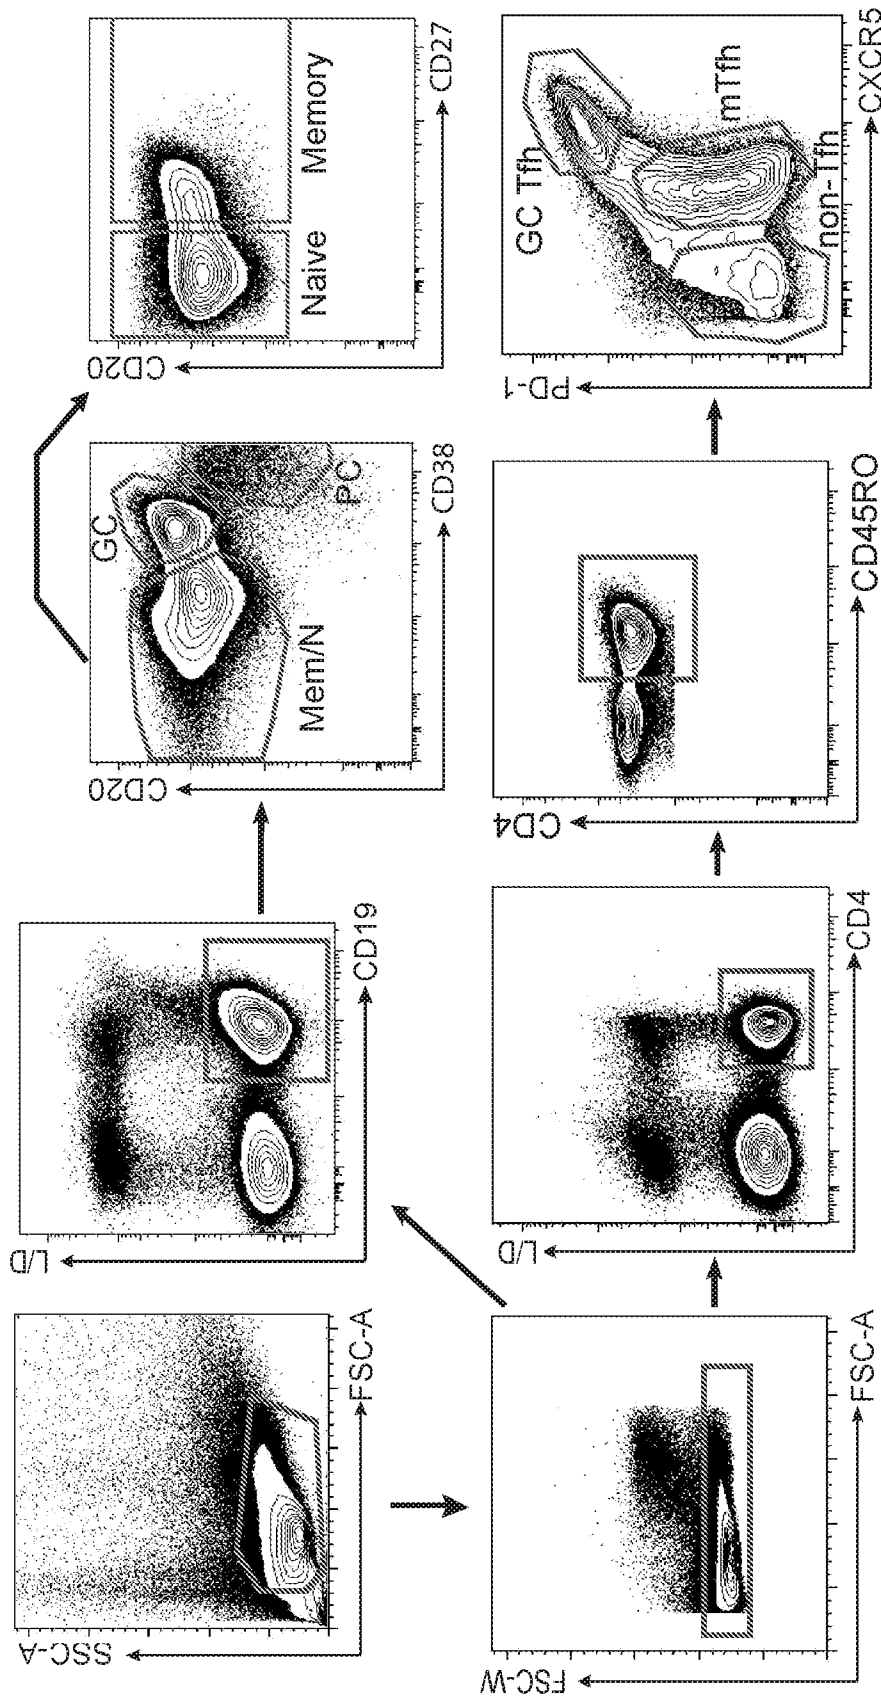 SSC-A
FSC-A
L/D
CD19
CD20
GC
PC
Mem/N
CD38
CD20
Naive
Memory
CD27
FSC-W
FSC-A
L/D
CD4
CD4
CD45RO
PD-1
GC Tfh
mTfh
non-Tfh
CXCR5